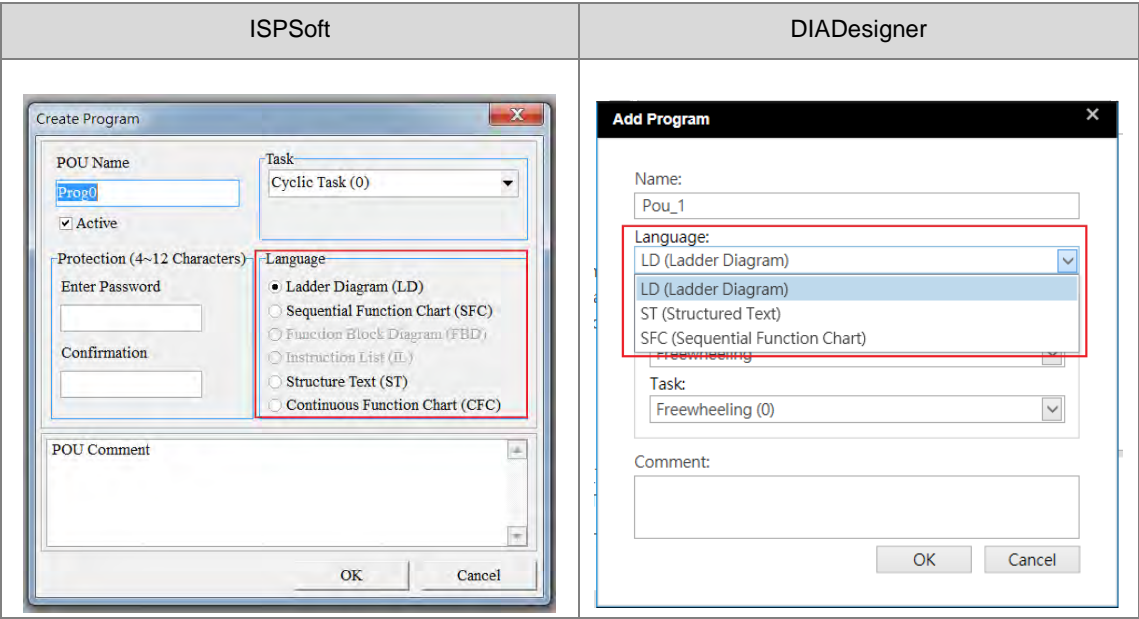 ISPSoft
DIADesigner
Create Program
POU Name
Prog0
Active
Task
Cyclic Task (0)
Protection (4~12 Characters)
Enter Password
Confirmation
Language
Ladder Diagram (LD)
Sequential Function Chart (SFC)
Function Block Diagram (FBD)
Instruction List (IL)
Structure Text (ST)
Continuous Function Chart (CFC)
POU Comment
OK
Cancel
Add Program
Name:
Pou_1
Language:
LD (Ladder Diagram)
LD (Ladder Diagram)
ST (Structured Text)
SFC (Sequential Function Chart)
Freewheeling
Task:
Freewheeling (0)
Comment:
OK
Cancel